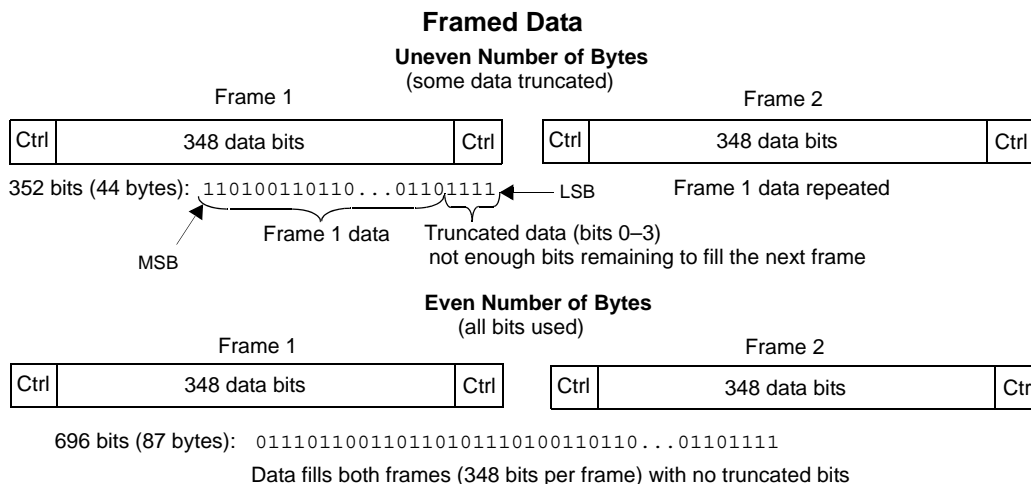 Framed Data
Uneven Number of Bytes
(some data truncated)
Frame 1
Frame 2
Ctrl 348 data bits Ctrl Ctrl 348 data bits Ctrl
352 bits (44 bytes): 110100110110...01101111 LSB Frame 1 data repeated
Frame 1 data
Truncated data (bits 0–3)
not enough bits remaining to fill the next frame
MSB
Even Number of Bytes
(all bits used)
Frame 1
Frame 2
Ctrl 348 data bits Ctrl Ctrl 348 data bits Ctr
696 bits (87 bytes): 011101100110110101110100110110...01101111
Data fills both frames (348 bits per frame) with no truncated bits